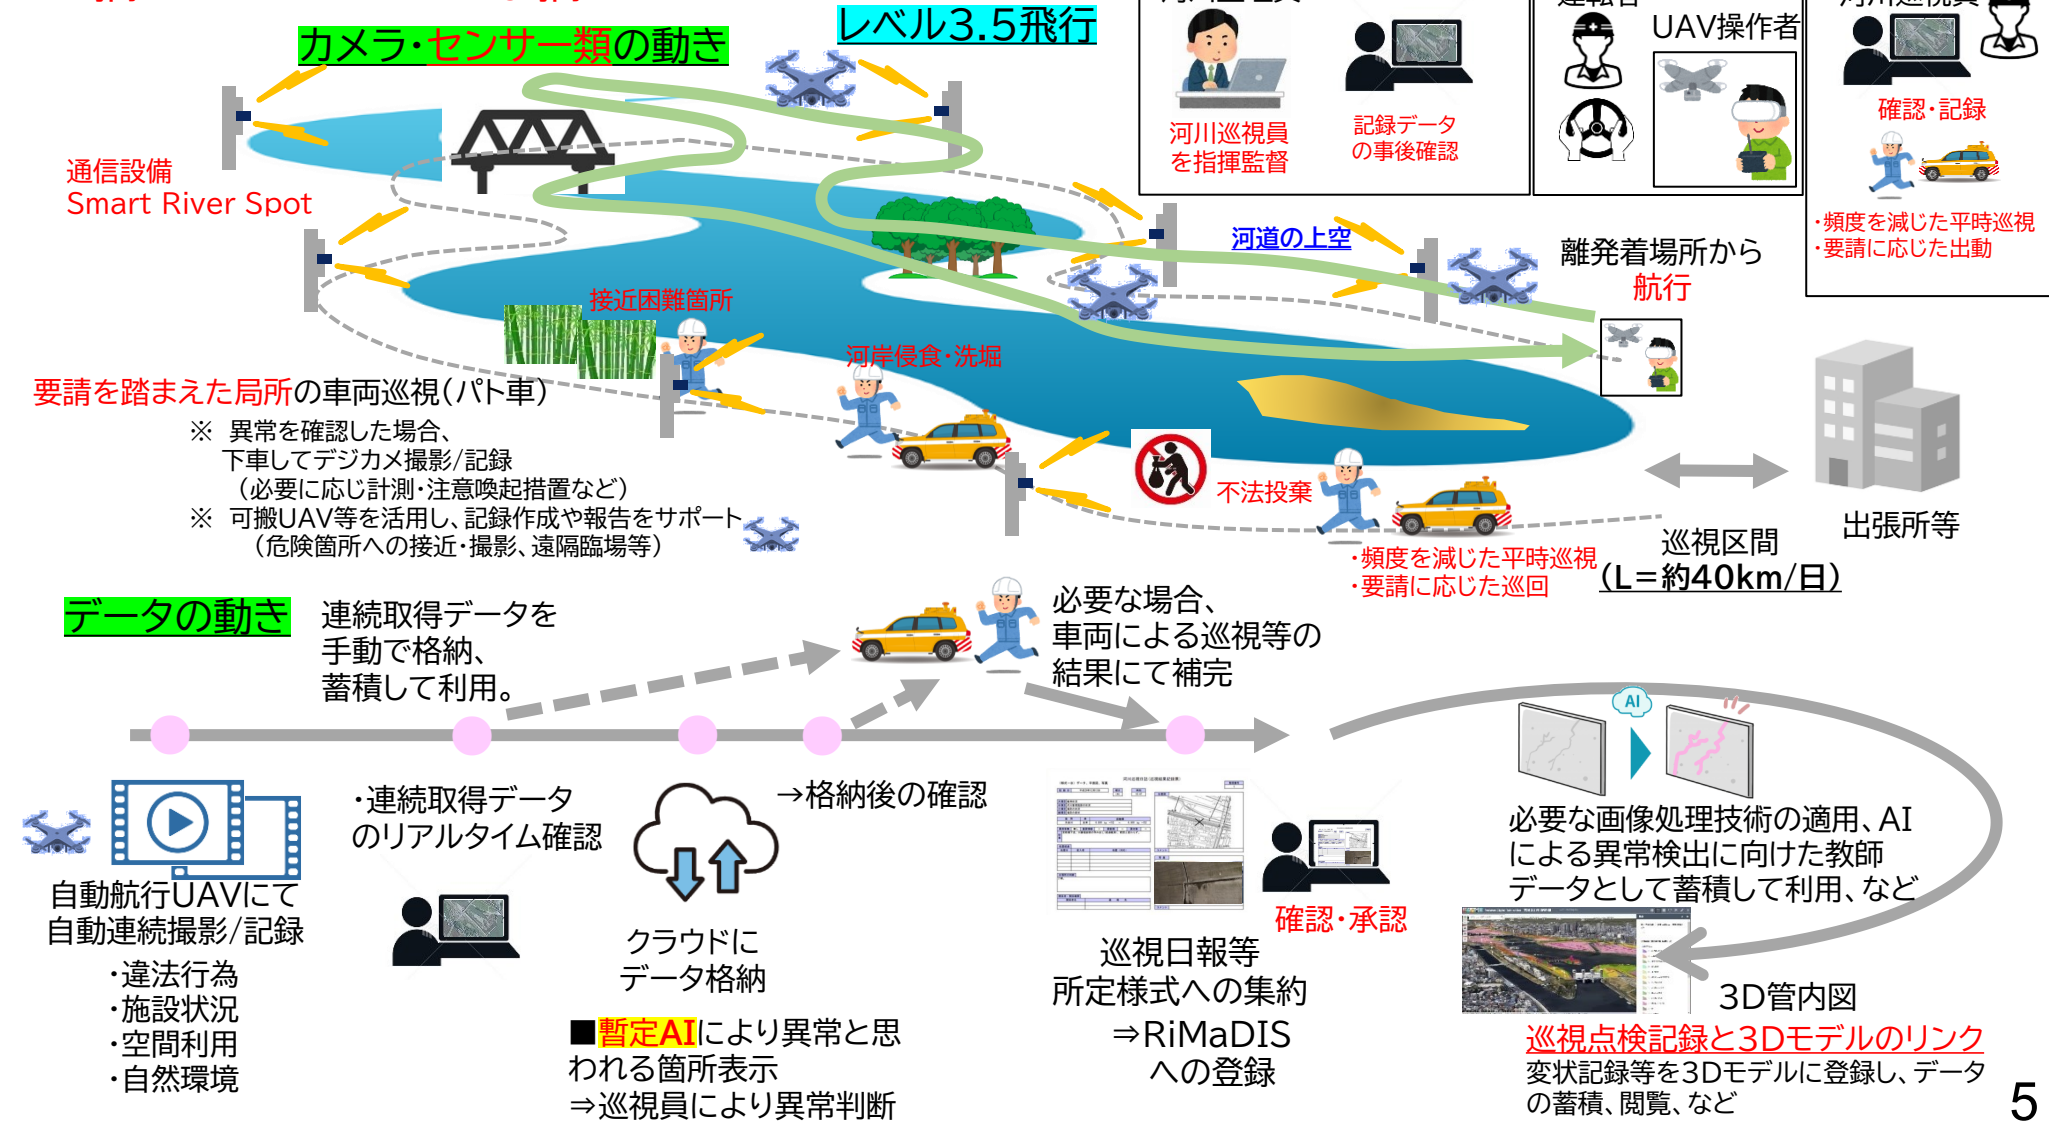 カメラ・センサー類の動き
レベル3.5飛行
運転者
UAV操作者
河川巡視員
河川巡視員
を指揮監督
記録データ
の事後確認
確認・記録
・頻度を減じた平時巡視
・要請に応じた出動
通信設備
Smart River Spot
河道の上空
離発着場所から
航行
接近困難箇所
河岸侵食・洗堀
要請を踏まえた局所の車両巡視(パト車)
※ 異常を確認した場合、
下車してデジカメ撮影/記録
(必要に応じ計測・注意喚起措置など)
※ 可搬UAV等を活用し、記録作成や報告をサポート
(危険箇所への接近・撮影、遠隔臨場等)
不法投棄
・頻度を減じた平時巡視
・要請に応じた巡回
巡視区間
(L=約40km/日)
出張所等
データの動き
連続取得データを
手動で格納、
蓄積して利用。
必要な場合、
車両による巡視等の
結果にて補完
AI
・連続取得データ
のリアルタイム確認
→格納後の確認
自動航行UAVにて
自動連続撮影/記録
・違法行為
・施設状況
・空間利用
・自然環境
クラウドに
データ格納
■暫定AIにより異常と思
われる箇所表示
⇒巡視員により異常判断
確認・承認
巡視日報等
所定様式への集約
⇒RiMaDIS
への登録
必要な画像処理技術の適用、AI
による異常検出に向けた教師
データとして蓄積して利用、など
3D管内図
巡視点検記録と3Dモデルのリンク
変状記録等を3Dモデルに登録し、データ
の蓄積、閲覧、など
5